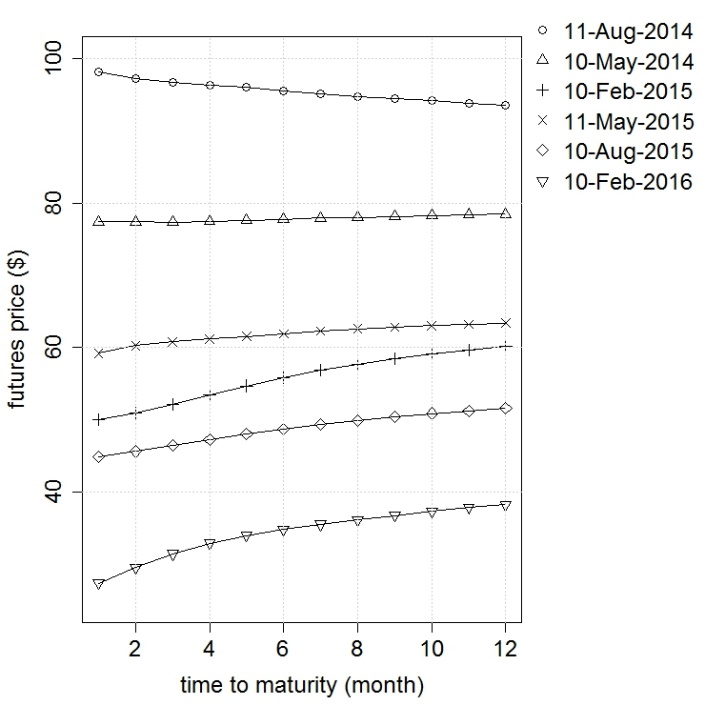 11-Aug-2014
10-May-2014
10-Feb-2015
11-May-2015
10-Aug-2015
10-Feb-2016
100
80
60
40
futures price ($)
2 4 6 8 10 12
time to maturity (month)